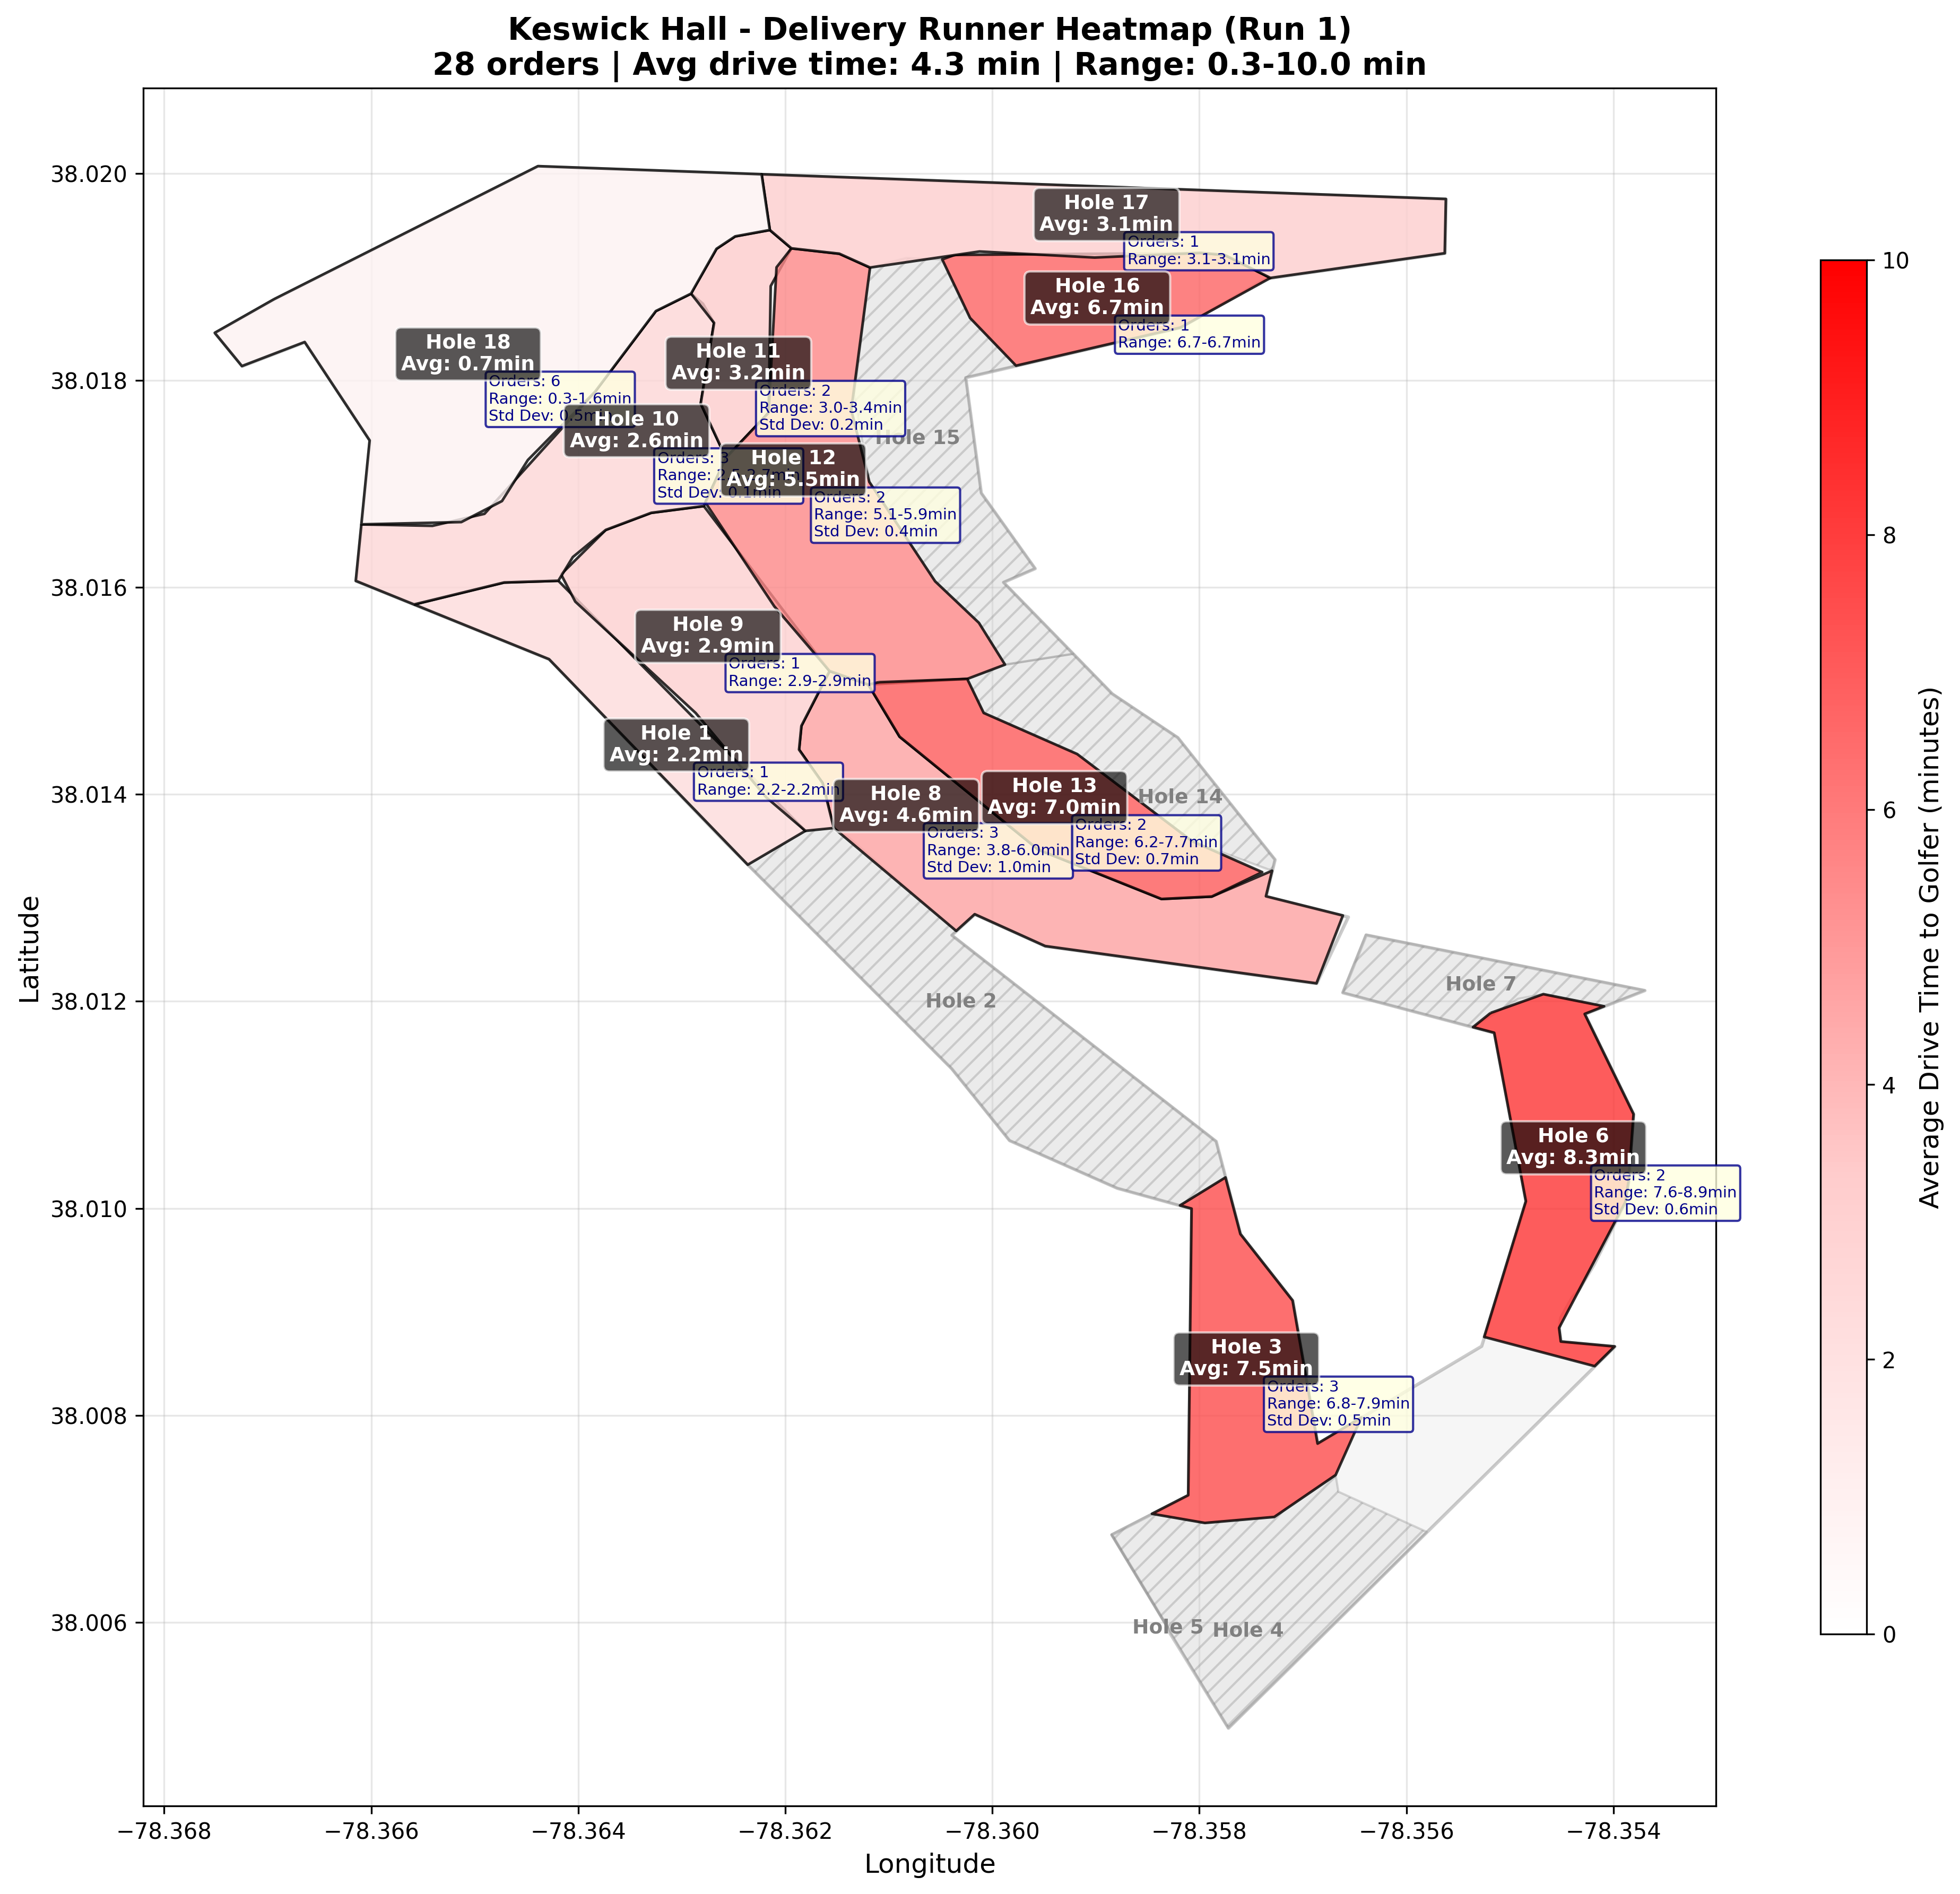 Keswick Hall - Delivery Runner Heatmap (Run 1)
28 orders | Avg drive time: 4.3 min | Range: 0.3-10.0 min
Latitude
38.020
38.018
38.016
38.014
38.012
38.010
38.008
38.006
Hole 17
Avg: 3.1min
Orders: 1
Range: 3.1-3.1min
Hole 16
Avg: 6.7min
Orders: 1
Range: 6.7-6.7min
Hole 18
Avg: 0.7min
Orders: 6
Range: 0.3-1.6min
Std Dev: 0.5min
Hole 11
Avg: 3.2min
Orders: 2
Range: 3.0-3.4min
Std Dev: 0.2min
Hole 10
Avg: 2.6min
Orders: 3
Range:
Std Dev: 0.1min
Hole 15
Hole 12
Avg: 5.5min
Orders: 2
Range: 5.1-5.9min
Std Dev: 0.4min
Hole 9
Avg: 2.9min
Orders: 1
Range: 2.9-2.9min
Hole 1
Avg: 2.2min
Orders: 1
Range: 2.2-2.2min
Hole 8
Avg: 4.6min
Orders: 3
Range: 3.8-6.0min
Std Dev: 1.0min
Hole 13
Avg: 7.0min
Orders: 2
Range: 6.2-7.7min
Std Dev: 0.7min
Hole 14
Hole 2
Hole 7
Hole 6
Avg: 8.3min
Orders: 2
Range: 7.6-8.9min
Std Dev: 0.6min
Hole 3
Avg: 7.5min
Orders: 3
Range: 6.8-7.9min
Std Dev: 0.5min
Hole 5
Hole 4
−78.368
−78.366
−78.364
−78.362
−78.360
−78.358
−78.356
−78.354
Longitude
10
8
6
4
2
0
Average Drive Time to Golfer (minutes)